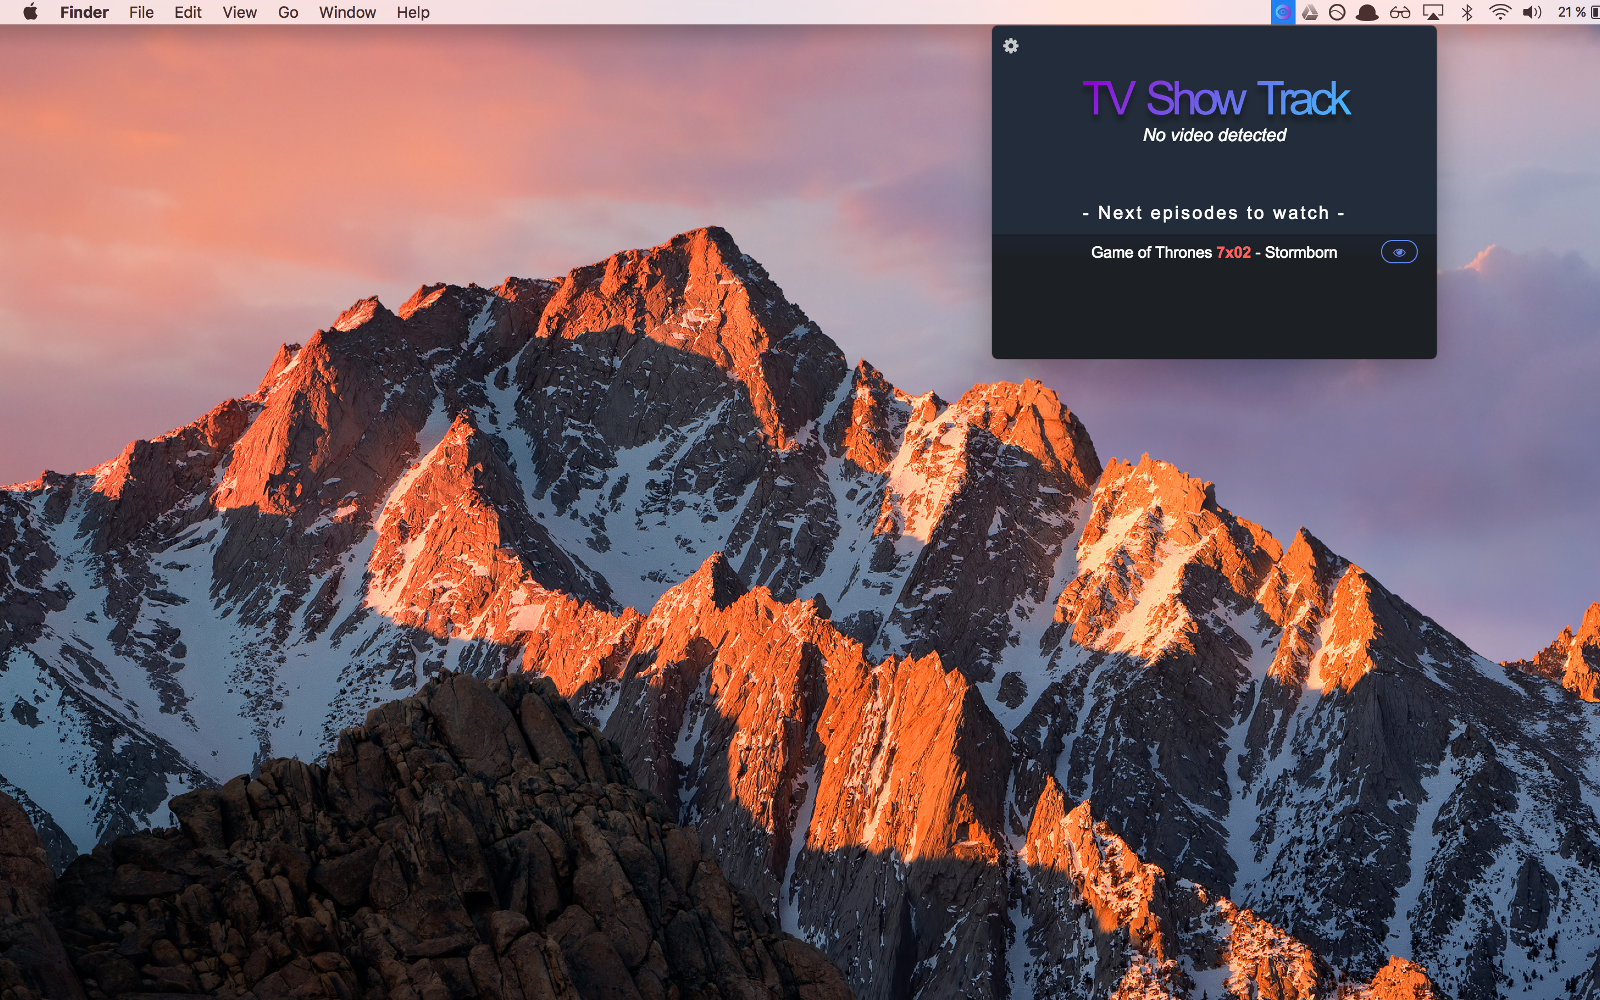 Finder File Edit View Go Window Help 21 %
TV Show Track
No video detected
- Next episodes to watch -
Game of Thrones 7x02 - Stormborn